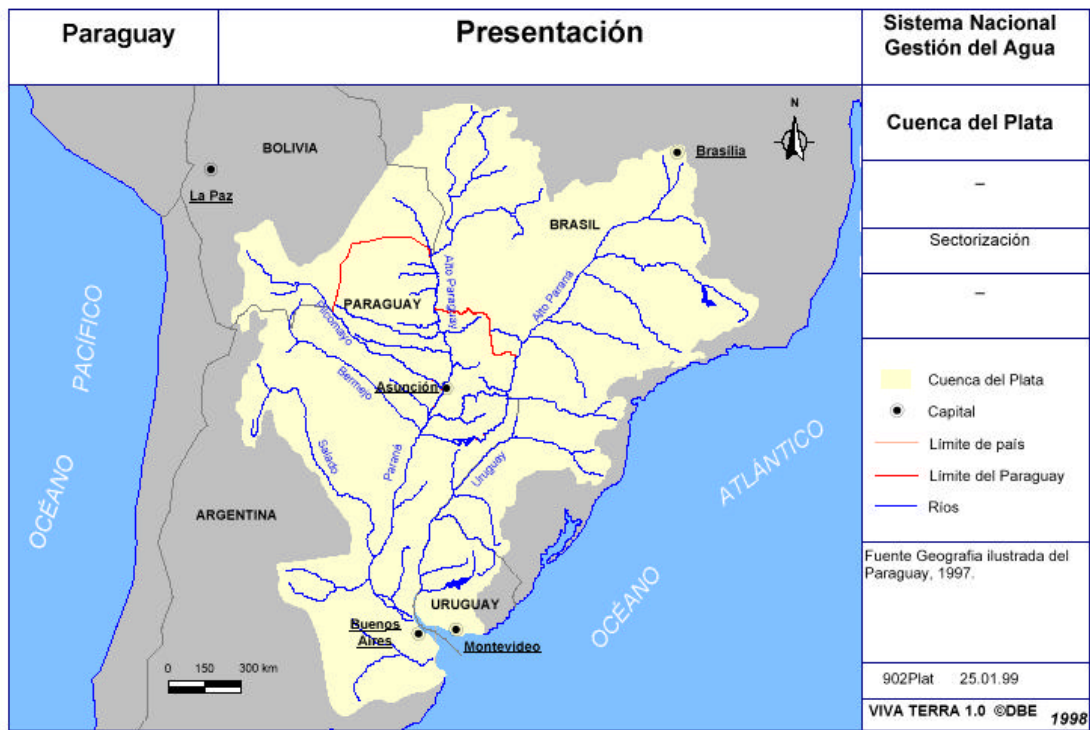 Paraguay
Presentación
Sistema Nacional
Gestión del Agua
Cuenca del Plata
–
Sectorización
–
N
BOLIVIA
La Paz
Brasília
BRASIL
PARAGUAY
Alto Paraguay
Alto Paraná
Pilcomayo
Bermejo
Asunción
Salado
Paraná
Uruguay
ARGENTINA
URUGUAY
Buenos
Aires
Montevideo
OCÉANO
PACÍFICO
OCÉANO
ATLÁNTICO
0 150 300 km
Cuenca del Plata
Capital
Límite de país
Límite del Paraguay
Ríos
Fuente Geografia ilustrada del
Paraguay, 1997.
902Plat 25.01.99
VIVA TERRA 1.0 ©DBE 1998